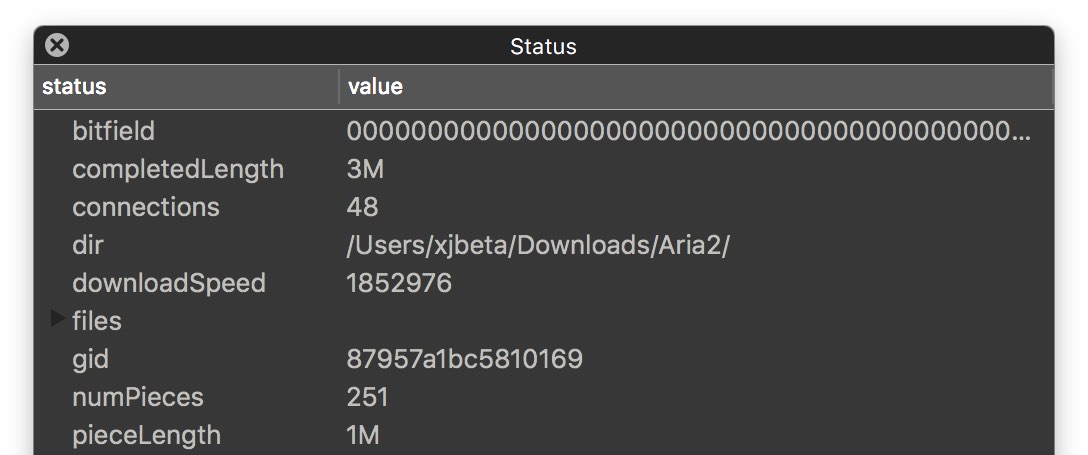 Status
status value
bitfield 00000000000000000000000000000000000000000...
completedLength 3M
connections 48
dir /Users/xjbeta/Downloads/Aria2/
downloadSpeed 1852976
files
gid 87957a1bc5810169
numPieces 251
pieceLength 1M